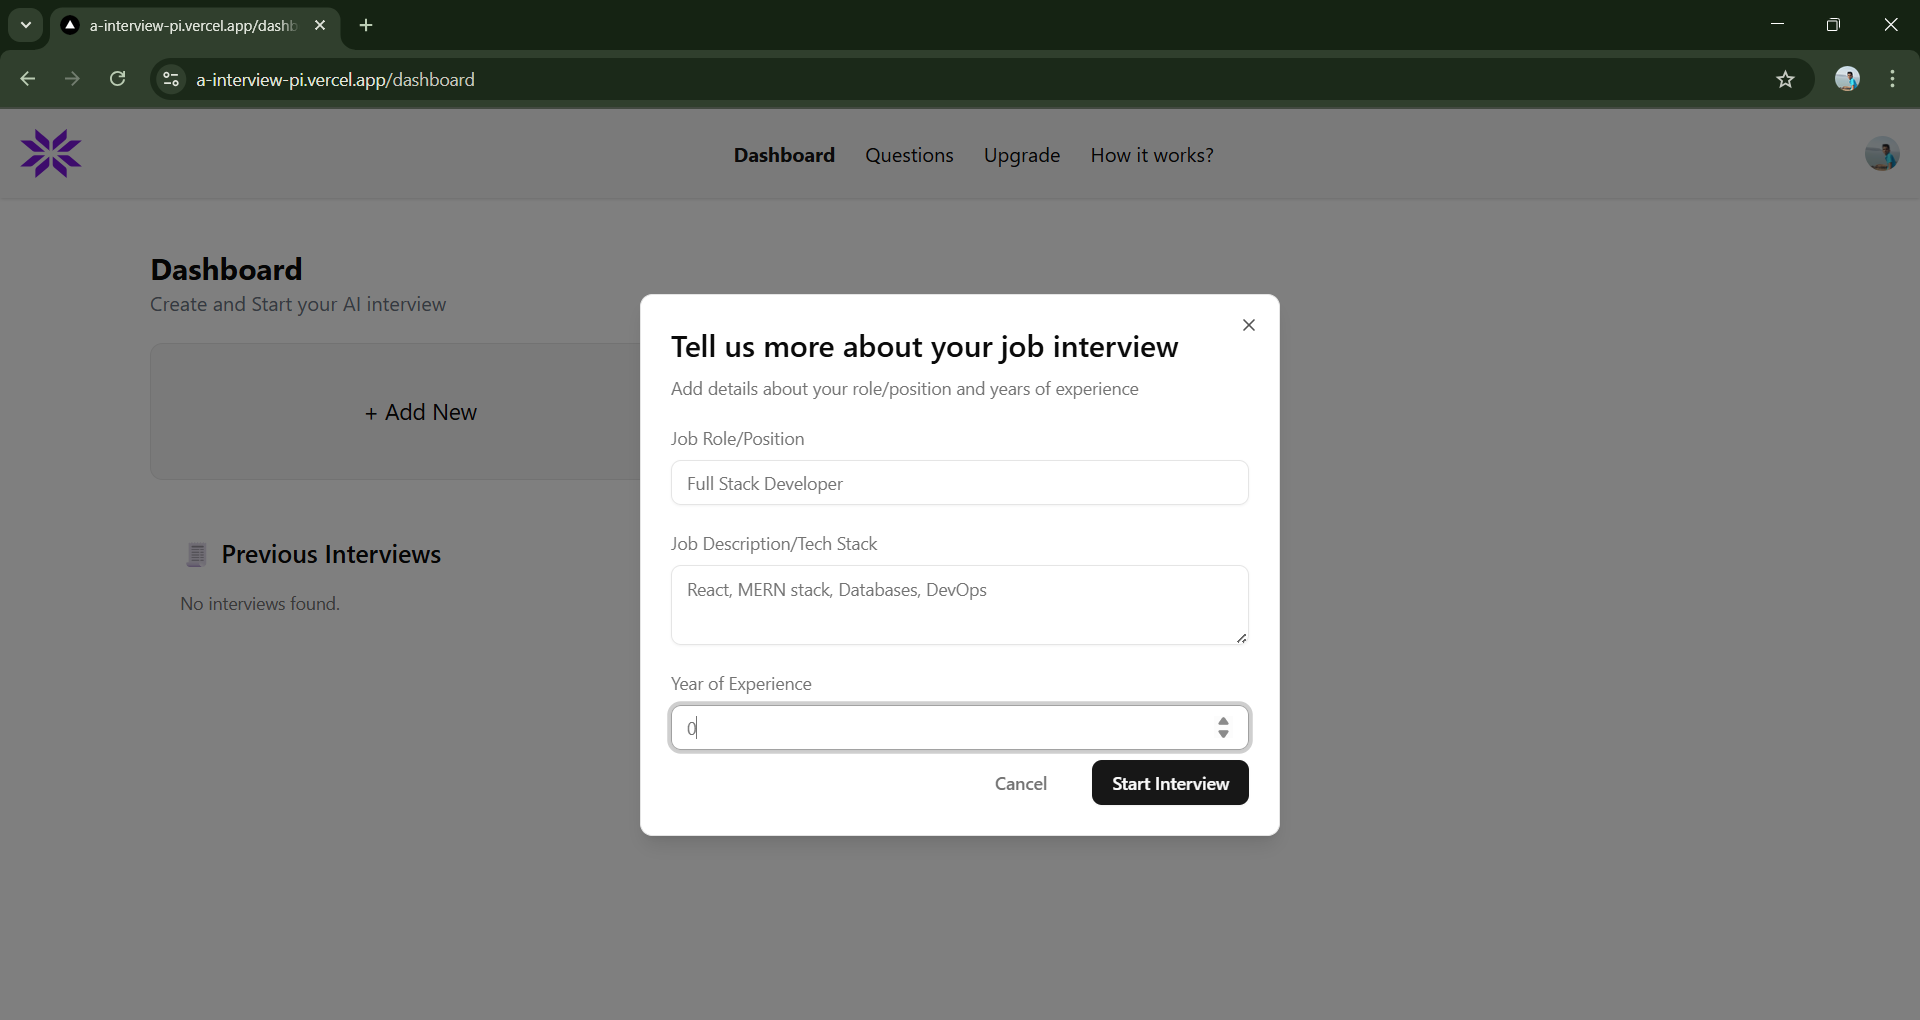 a-interview-pi.vercel.app/dashb
a-interview-pi.vercel.app/dashboard
Dashboard Questions Upgrade How it works?
Dashboard
Create and Start your AI interview
+ Add New
Previous Interviews
No interviews found.
Tell us more about your job interview
Add details about your role/position and years of experience
Job Role/Position
Full Stack Developer
Job Description/Tech Stack
React, MERN stack, Databases, DevOps
Year of Experience
0
Cancel Start Interview